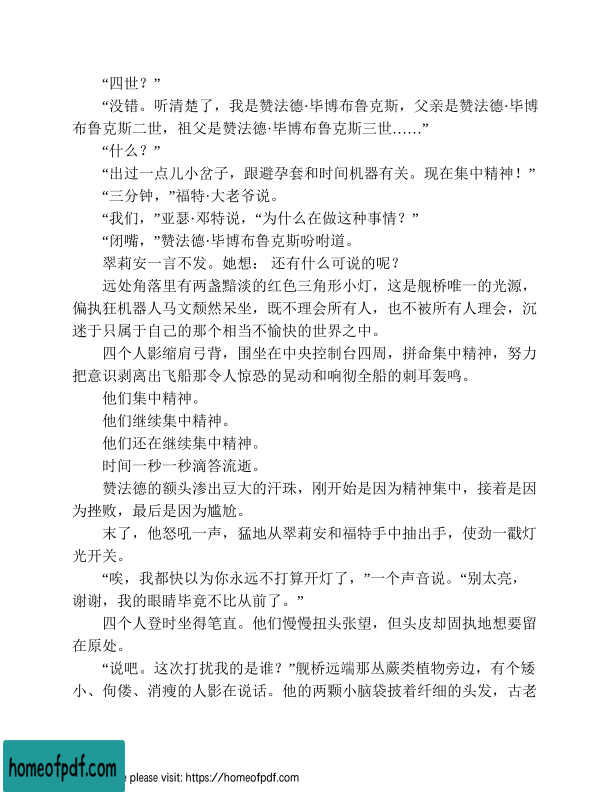 “四世？”
“没错。听清楚了，我是赞法德·毕博布鲁克斯，父亲是赞法德·毕博
布鲁克斯二世，祖父是赞法德·毕博布鲁克斯三世……”
“什么？”
“出过一点儿小岔子，跟避孕套和时间机器有关。现在集中精神！”
“三分钟，”福特·大老爷说。
“我们，”亚瑟·邓特说，“为什么在做这种事情？”
“闭嘴，”赞法德·毕博布鲁克斯吩咐道。
翠莉安一言不发。她想： 还有什么可说的呢？
远处角落里有两盏黯淡的红色三角形小灯，这是舰桥唯一的光源，
偏执狂机器人马文颓然呆坐，既不理会所有人，也不被所有人理会，沉
迷于只属于自己的那个相当不愉快的世界之中。
四个人影缩肩弓背，围坐在中央控制台四周，拼命集中精神，努力
把意识剥离出飞船那令人惊恐的晃动和响彻全船的刺耳轰鸣。
他们集中精神。
他们继续集中精神。
他们还在继续集中精神。
时间一秒一秒滴答流逝。
赞法德的额头渗出豆大的汗珠，刚开始是因为精神集中，接着是因
为挫败，最后是因为尴尬。
末了，他怒吼一声，猛地从翠莉安和福特手中抽出手，使劲一戳灯
光开关。
“唉，我都快以为你永远不打算开灯了，”一个声音说。“别太亮，
谢谢，我的眼睛毕竟不比从前了。”
四个人登时坐得笔直。他们慢慢扭头张望，但头皮却固执地想要留
在原处。
“说吧。这次打扰我的是谁？”舰桥远端那丛蕨类植物旁边，有个矮
小、佝偻、消瘦的人影在说话。他的两颗小脑袋披着纤细的头发，古老
homeofpdf.com
e please visit: https://homeofpdf.com